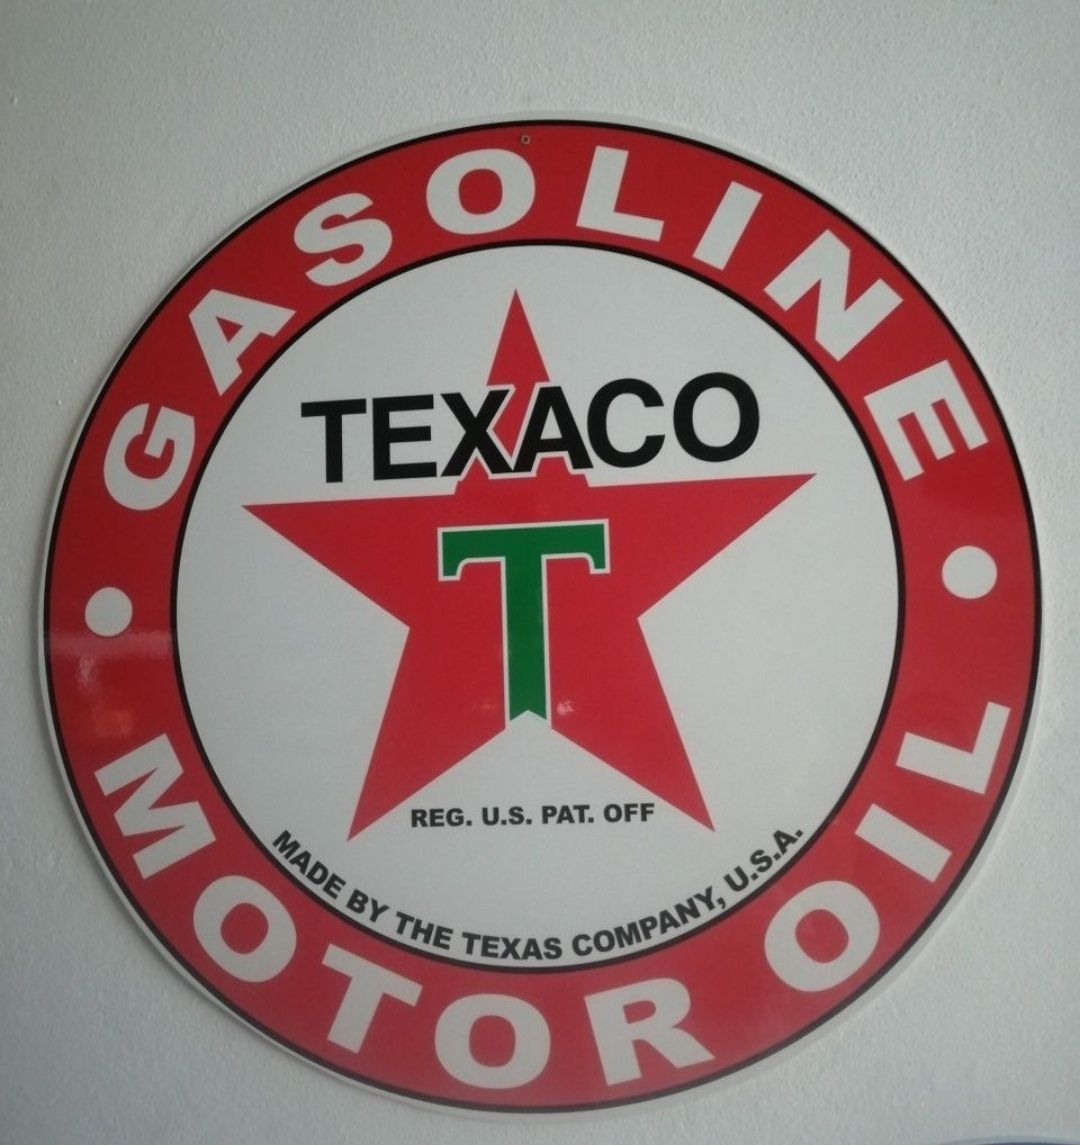 GASOLINE
TEXACO
T
REG. U.S. PAT. OFF
MADE BY THE TEXAS COMPANY, U.S.A.
MOTOR OIL